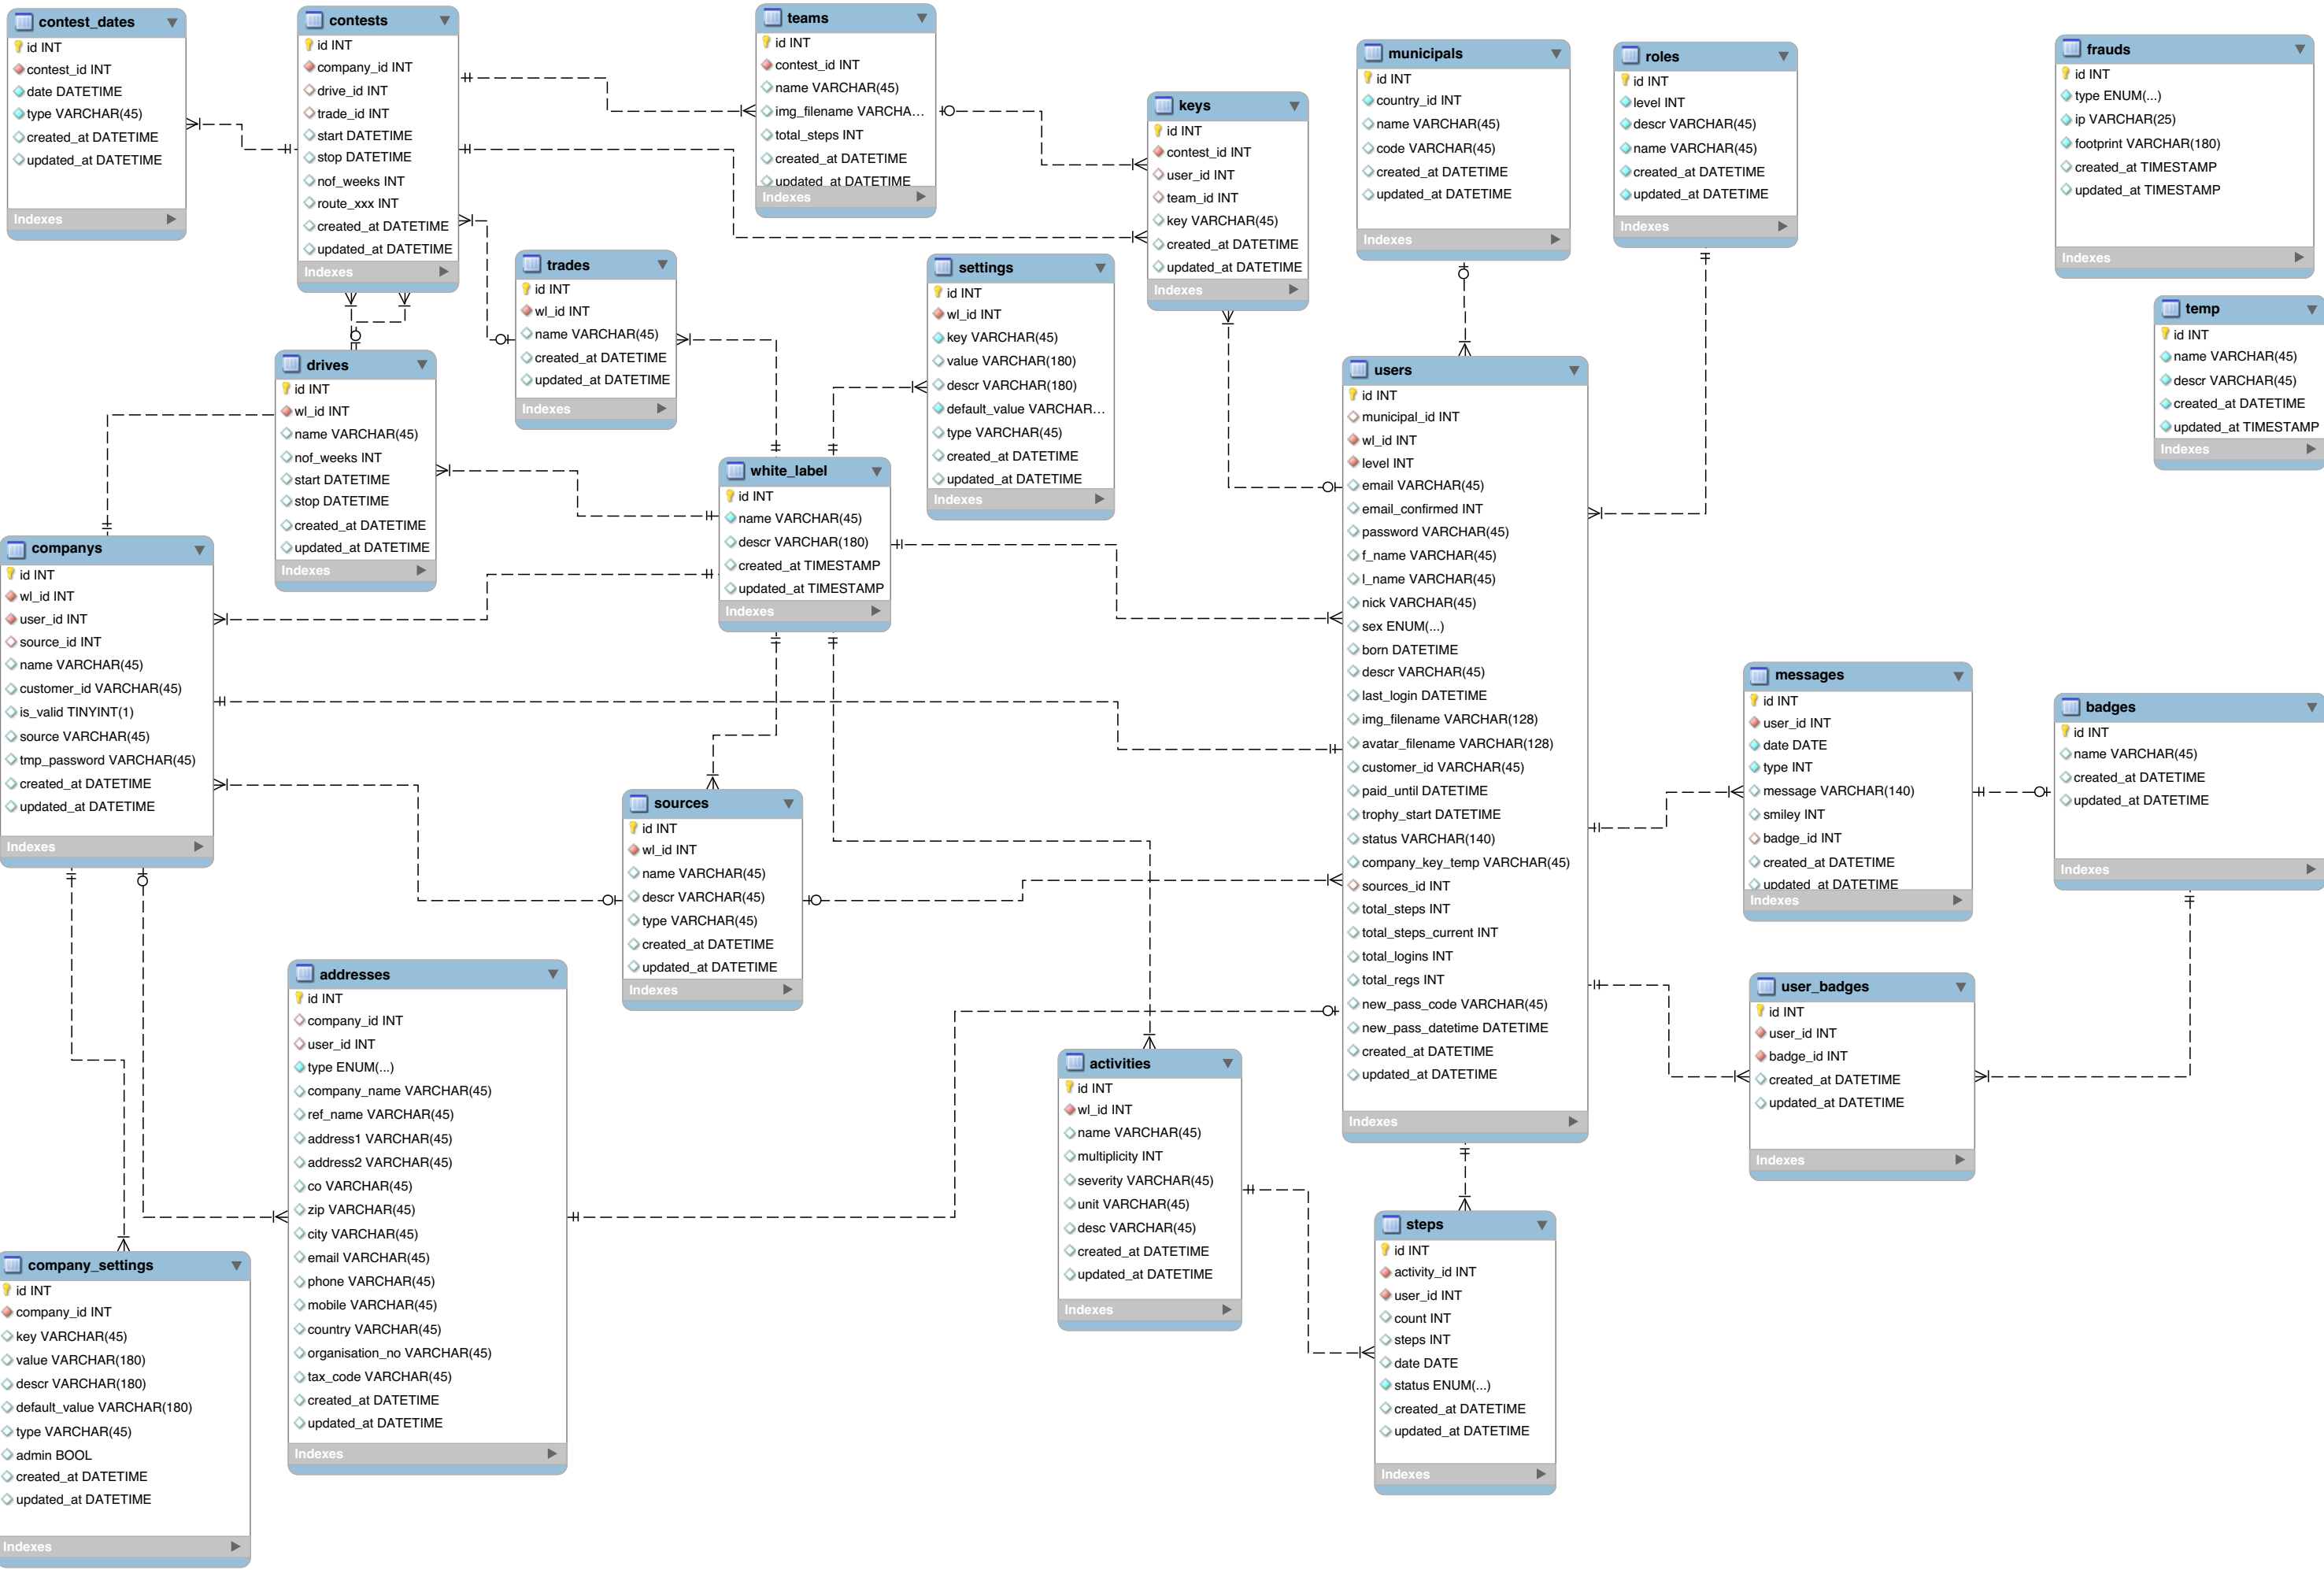 contest_dates
id INT
contest_id INT
date DATETIME
type VARCHAR(45)
created_at DATETIME
updated_at DATETIME
Indexes
contests
id INT
company_id INT
drive_id INT
trade_id INT
start DATETIME
stop DATETIME
nof_weeks INT
route_xxx INT
created_at DATETIME
updated_at DATETIME
Indexes
teams
id INT
contest_id INT
name VARCHAR(45)
img_filename VARCHA...
total_steps INT
created_at DATETIME
updated_at DATETIME
Indexes
keys
id INT
contest_id INT
user_id INT
team_id INT
key VARCHAR(45)
created_at DATETIME
updated_at DATETIME
Indexes
municipals
id INT
country_id INT
name VARCHAR(45)
code VARCHAR(45)
created_at DATETIME
updated_at DATETIME
Indexes
roles
id INT
level INT
descr VARCHAR(45)
name VARCHAR(45)
created_at DATETIME
updated_at DATETIME
Indexes
frauds
id INT
type ENUM(...)
ip VARCHAR(25)
footprint VARCHAR(180)
created_at TIMESTAMP
updated_at TIMESTAMP
Indexes
temp
id INT
name VARCHAR(45)
descr VARCHAR(45)
created_at DATETIME
updated_at TIMESTAMP
Indexes
trades
id INT
wl_id INT
name VARCHAR(45)
created_at DATETIME
updated_at DATETIME
Indexes
settings
id INT
wl_id INT
key VARCHAR(45)
value VARCHAR(180)
descr VARCHAR(180)
default_value VARCHAR...
type VARCHAR(45)
created_at DATETIME
updated_at DATETIME
Indexes
drives
id INT
wl_id INT
name VARCHAR(45)
nof_weeks INT
start DATETIME
stop DATETIME
created_at DATETIME
updated_at DATETIME
Indexes
white_label
id INT
name VARCHAR(45)
descr VARCHAR(180)
created_at TIMESTAMP
updated_at TIMESTAMP
Indexes
users
id INT
municipal_id INT
wl_id INT
level INT
email VARCHAR(45)
email_confirmed INT
password VARCHAR(45)
f_name VARCHAR(45)
l_name VARCHAR(45)
nick VARCHAR(45)
sex ENUM(...)
born DATETIME
descr VARCHAR(45)
last_login DATETIME
img_filename VARCHAR(128)
avatar_filename VARCHAR(128)
customer_id VARCHAR(45)
paid_until DATETIME
trophy_start DATETIME
status VARCHAR(140)
company_key_temp VARCHAR(45)
sources_id INT
total_steps INT
total_steps_current INT
total_logins INT
total_regs INT
new_pass_code VARCHAR(45)
new_pass_datetime DATETIME
created_at DATETIME
updated_at DATETIME
Indexes
companys
id INT
wl_id INT
user_id INT
source_id INT
name VARCHAR(45)
customer_id VARCHAR(45)
is_valid TINYINT(1)
source VARCHAR(45)
tmp_password VARCHAR(45)
created_at DATETIME
updated_at DATETIME
Indexes
messages
id INT
user_id INT
date DATE
type INT
message VARCHAR(140)
smiley INT
badge_id INT
created_at DATETIME
updated_at DATETIME
Indexes
badges
id INT
name VARCHAR(45)
created_at DATETIME
updated_at DATETIME
Indexes
sources
id INT
wl_id INT
name VARCHAR(45)
descr VARCHAR(45)
type VARCHAR(45)
created_at DATETIME
updated_at DATETIME
Indexes
addresses
id INT
company_id INT
user_id INT
type ENUM(...)
company_name VARCHAR(45)
ref_name VARCHAR(45)
address1 VARCHAR(45)
address2 VARCHAR(45)
co VARCHAR(45)
zip VARCHAR(45)
city VARCHAR(45)
email VARCHAR(45)
phone VARCHAR(45)
mobile VARCHAR(45)
country VARCHAR(45)
organisation_no VARCHAR(45)
tax_code VARCHAR(45)
created_at DATETIME
updated_at DATETIME
Indexes
user_badges
id INT
user_id INT
badge_id INT
created_at DATETIME
updated_at DATETIME
Indexes
activities
id INT
wl_id INT
name VARCHAR(45)
multiplicity INT
severity VARCHAR(45)
unit VARCHAR(45)
desc VARCHAR(45)
created_at DATETIME
updated_at DATETIME
Indexes
steps
id INT
activity_id INT
user_id INT
count INT
steps INT
date DATE
status ENUM(...)
created_at DATETIME
updated_at DATETIME
Indexes
company_settings
id INT
company_id INT
key VARCHAR(45)
value VARCHAR(180)
descr VARCHAR(180)
default_value VARCHAR(180)
type VARCHAR(45)
admin BOOL
created_at DATETIME
updated_at DATETIME
Indexes